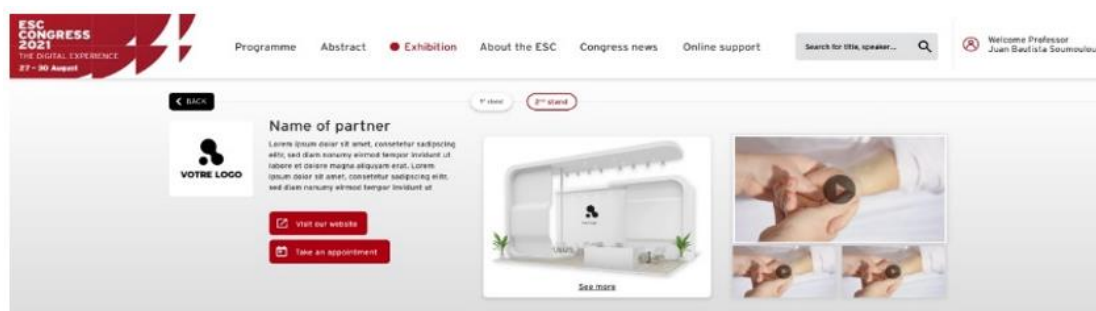 ESC
CONGRESS
2021
THE DIGITAL EXPERIENCE
27 - 30 August
Programme
Abstract
Exhibition
About the ESC
Congress news
Online support
Search for title, speaker...
Welcome Professor
Juan Bautista Soumoulou
BACK
1st stand
2nd stand
VOTRE LOGO
Name of partner
Lorem ipsum dolor sit amet, consetetur sadipscing
elitr, sed diam nonumy eirmod tempor invidunt ut
labore et dolore magna aliquyam erat. Lorem
ipsum dolor sit amet, consetetur sadipscing elitr,
sed diam nonumy eirmod tempor invidunt ut
Visit our website
Take an appointment
See more